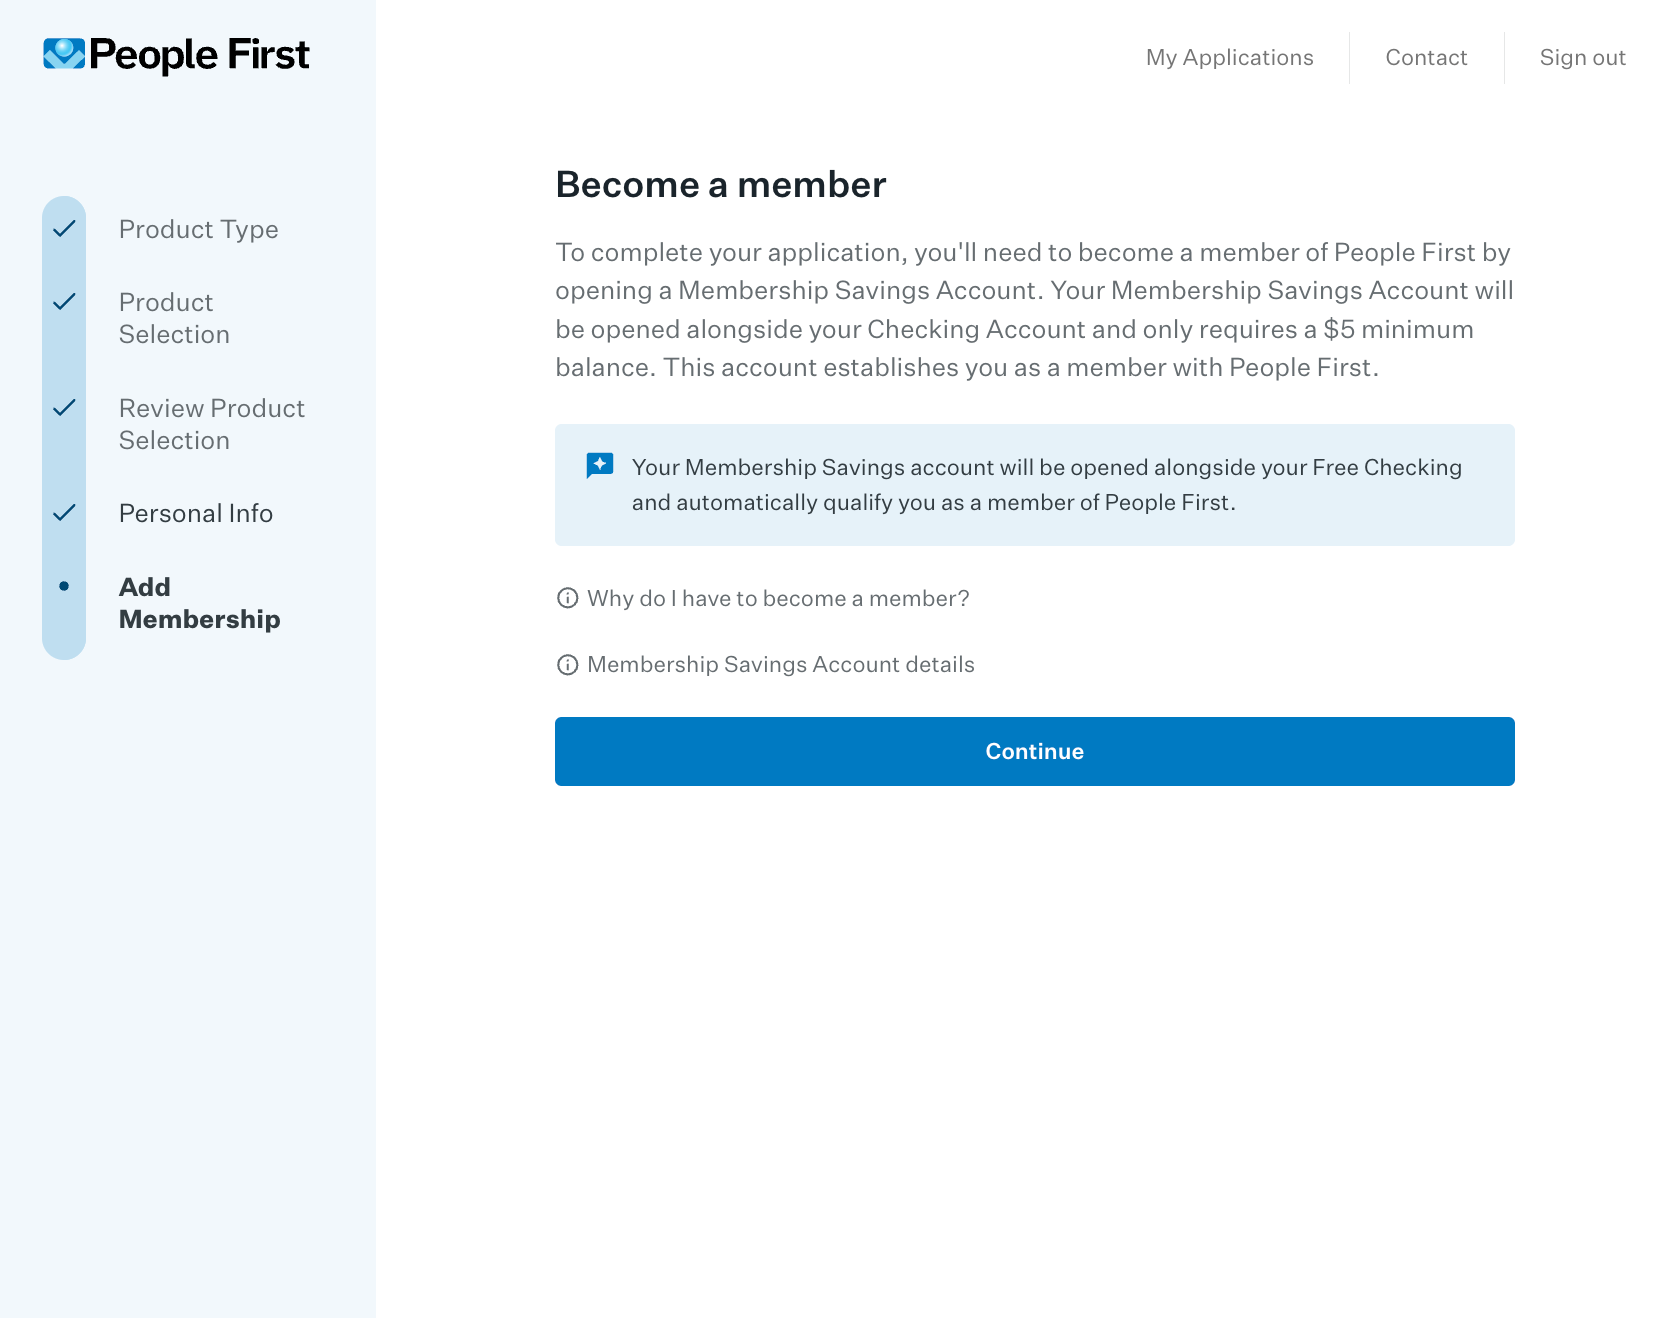 People First
My Applications
Contact
Sign out
Product Type
Product
Selection
Review Product
Selection
Personal Info
Add
Membership
Become a member
To complete your application, you'll need to become a member of People First by
opening a Membership Savings Account. Your Membership Savings Account will
be opened alongside your Checking Account and only requires a $5 minimum
balance. This account establishes you as a member with People First.
Your Membership Savings account will be opened alongside your Free Checking
and automatically qualify you as a member of People First.
Why do I have to become a member?
Membership Savings Account details
Continue